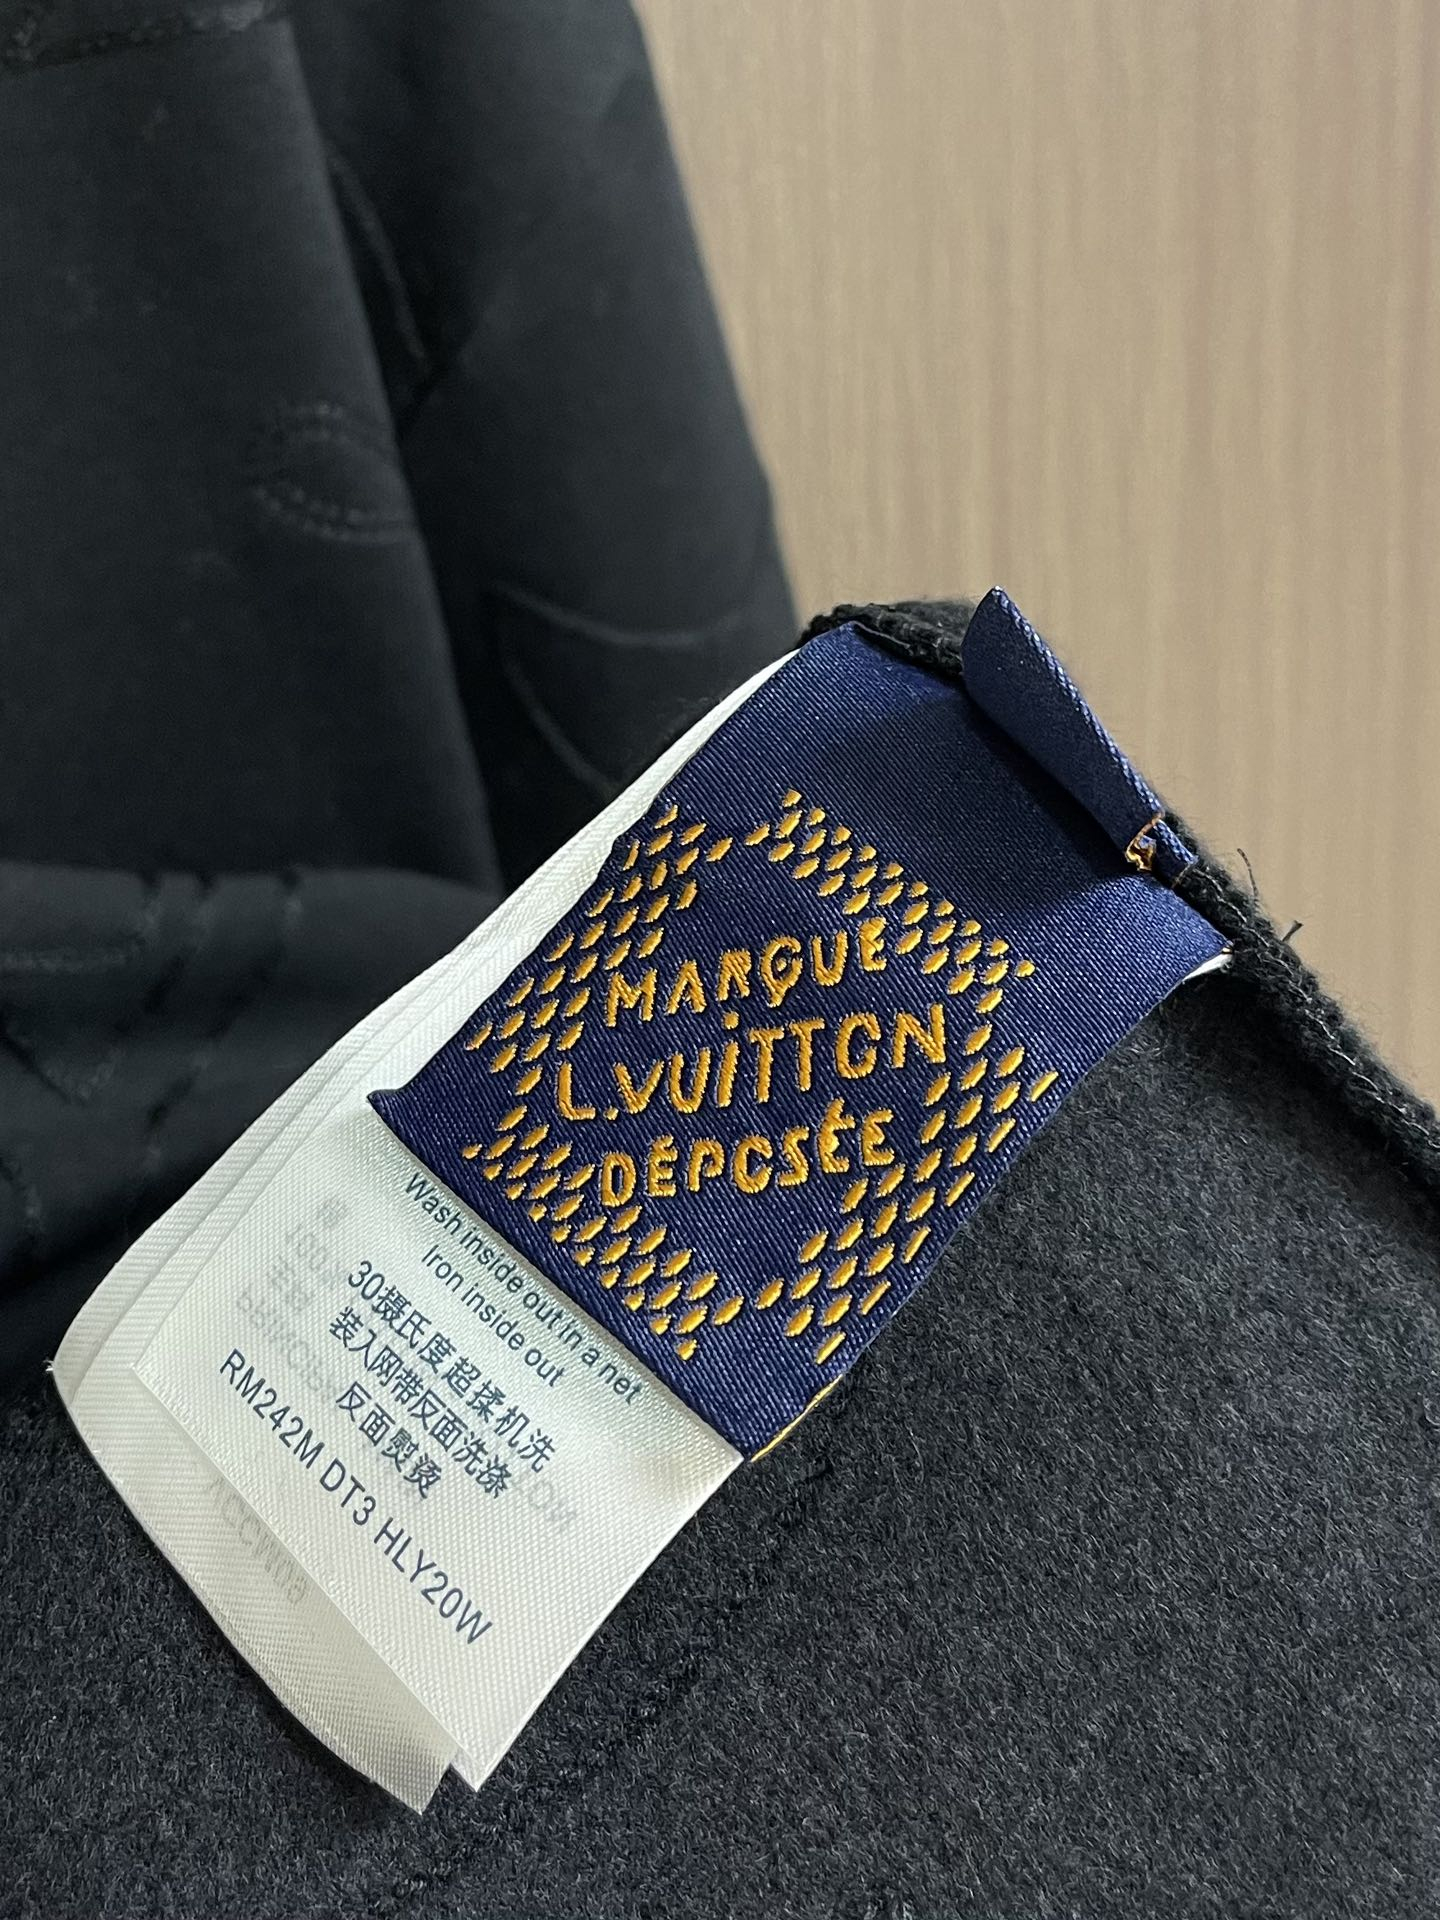 MARQUE
L.VUITTON
DÉPOSÉE
Wash inside out in a net
Iron inside out
30摄氏度超揉机洗
装入网带反面洗涤
反面熨烫
RM242M DT3 HLY20W